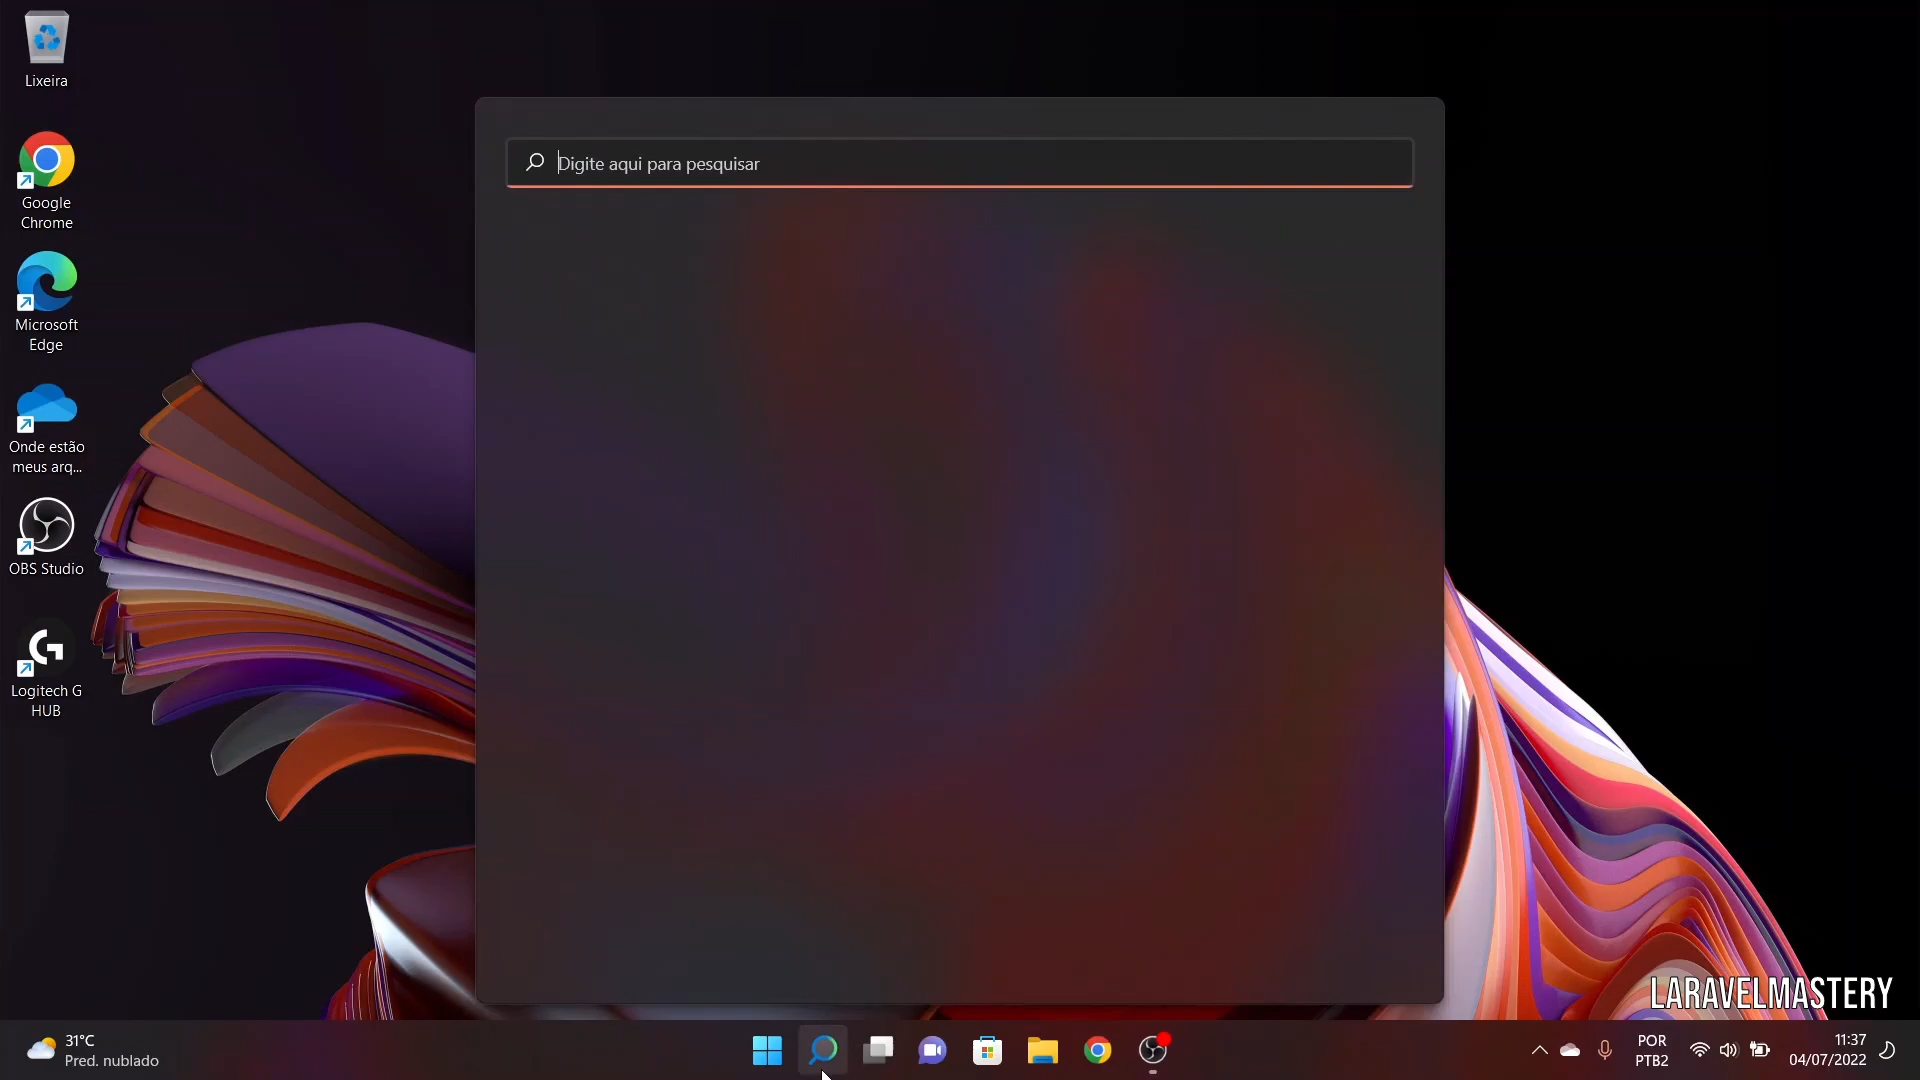 Lixeira
Google
Chrome
Microsoft
Edge
Onde estão
meus arq...
OBS Studio
Logitech G
HUB
Digite aqui para pesquisar
LARAVELMASTERY
31°C
Pred. nublado
POR
PTB2
11:37
04/07/2022